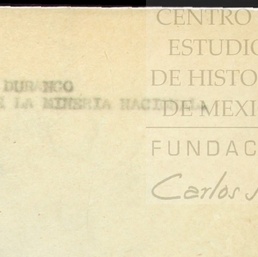 CENTRO
ESTUDIO
DE HISTO
DE MEXI
FUNDAC
Carlos
DURANGO
LA MINERIA NACIONAL